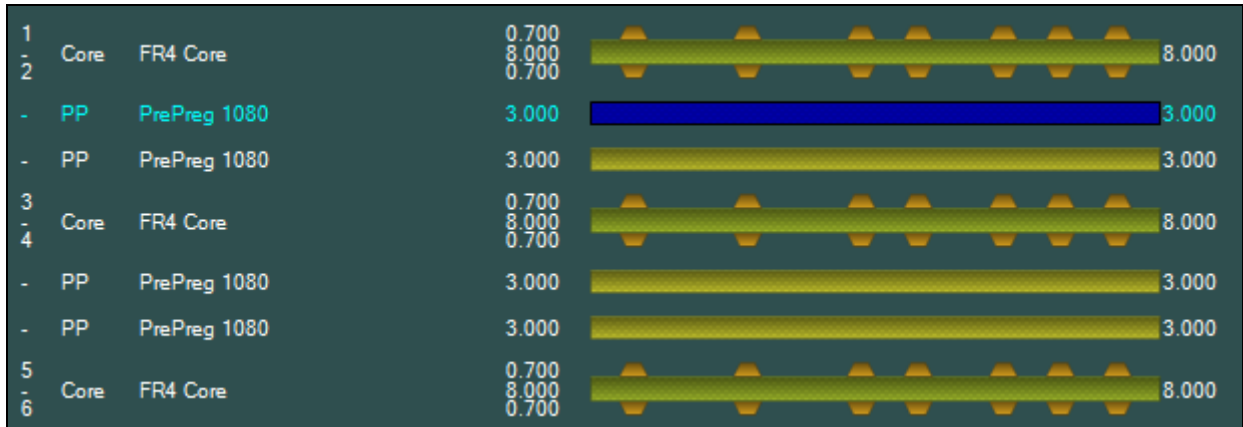 1 0.700
- Core FR4 Core 8.000 8.000
2 0.700
- PP PrePreg 1080 3.000 3.000
- PP PrePreg 1080 3.000 3.000
3 0.700
- Core FR4 Core 8.000 8.000
4 0.700
- PP PrePreg 1080 3.000 3.000
- PP PrePreg 1080 3.000 3.000
5 0.700
- Core FR4 Core 8.000 8.000
6 0.700